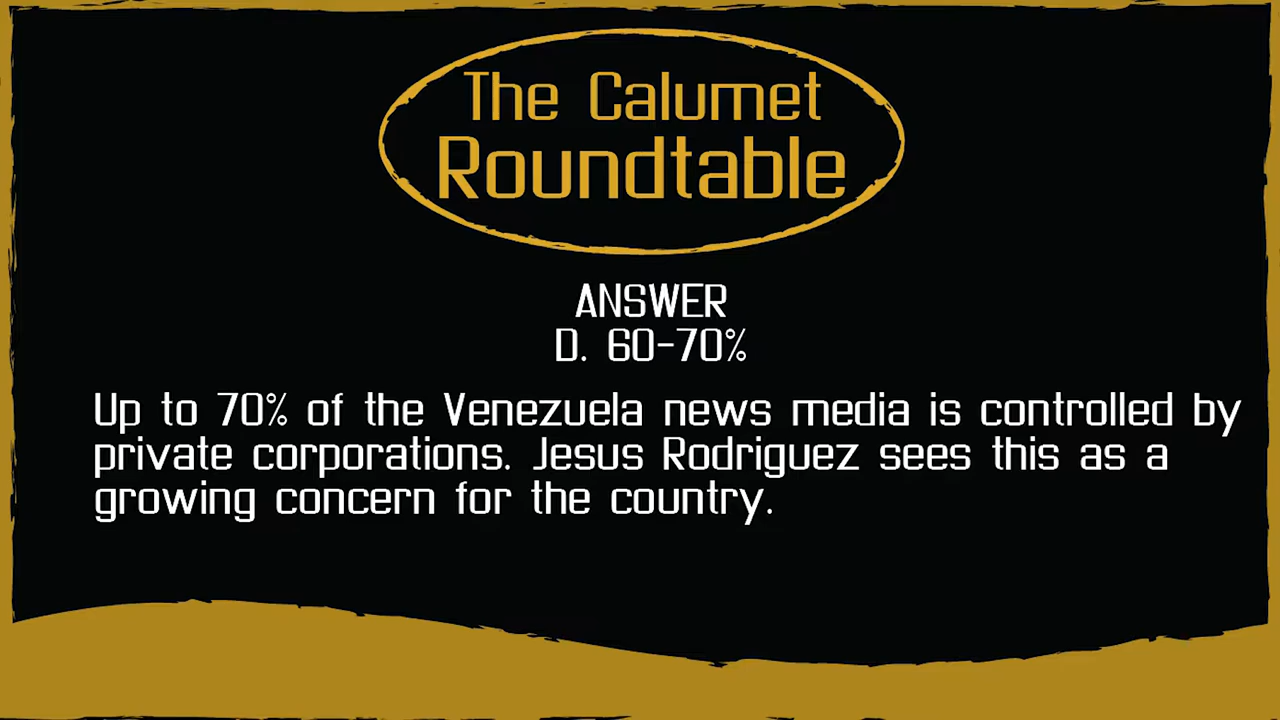 The Calumet
Roundtable
ANSWER
D. 60-70%
Up to 70% of the Venezuela news media is controlled by
private corporations. Jesus Rodriguez sees this as a
growing concern for the country.